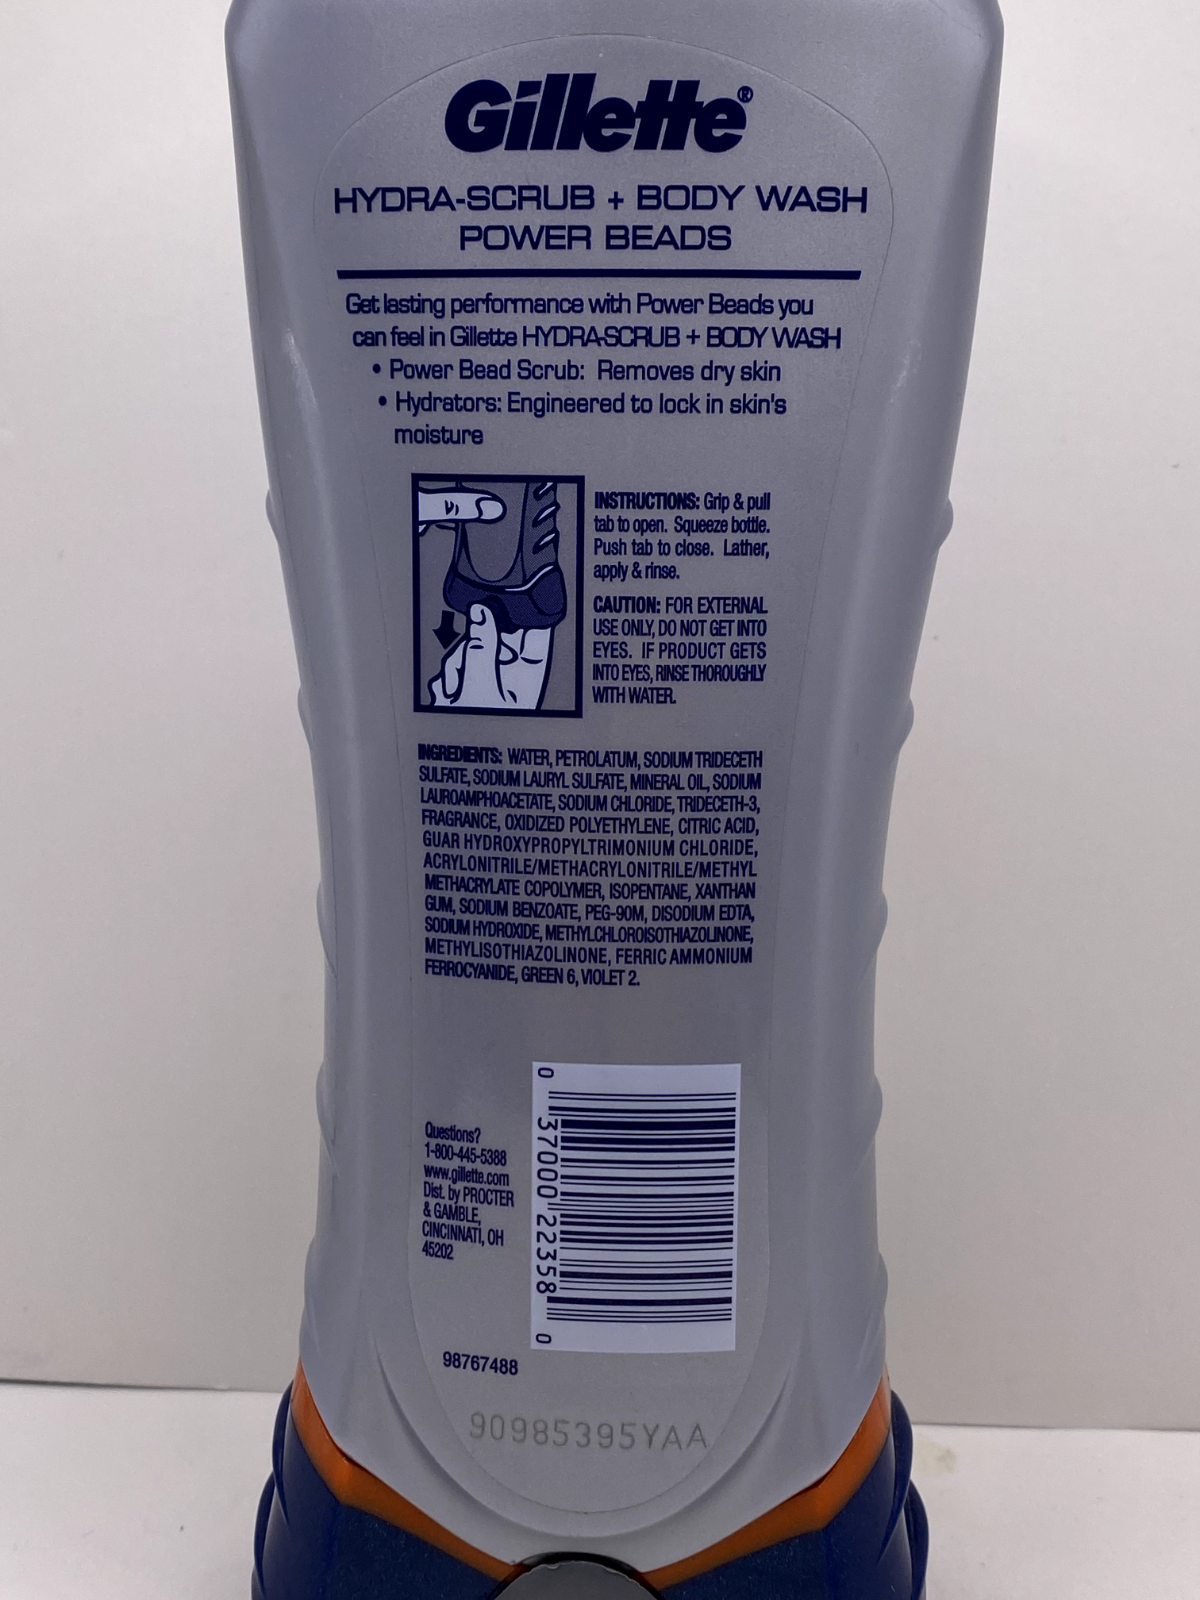 Gillette®
HYDRA-SCRUB + BODY WASH
POWER BEADS
Get lasting performance with Power Beads you
can feel in Gillette HYDRA-SCRUB + BODY WASH
• Power Bead Scrub: Removes dry skin
• Hydrators: Engineered to lock in skin's
moisture
INSTRUCTIONS: Grip & pull
tab to open. Squeeze bottle.
Push tab to close. Lather,
apply & rinse.
CAUTION: FOR EXTERNAL
USE ONLY, DO NOT GET INTO
EYES. IF PRODUCT GETS
INTO EYES, RINSE THOROUGHLY
WITH WATER.
INGREDIENTS: WATER, PETROLATUM, SODIUM TRIDECETH
SULFATE, SODIUM LAURYL SULFATE, MINERAL OIL, SODIUM
LAUROAMPHOACETATE, SODIUM CHLORIDE, TRIDECETH-3,
FRAGRANCE, OXIDIZED POLYETHYLENE, CITRIC ACID,
GUAR HYDROXYPROPYLTRIMONIUM CHLORIDE,
ACRYLONITRILE/METHACRYLONITRILE/METHYL
METHACRYLATE COPOLYMER, ISOPENTANE, XANTHAN
GUM, SODIUM BENZOATE, PEG-90M, DISODIUM EDTA,
SODIUM HYDROXIDE, METHYLCHLOROISOTHIAZOLINONE,
METHYLISOTHIAZOLINONE, FERRIC AMMONIUM
FERROCYANIDE, GREEN 6, VIOLET 2.
Questions?
1-800-445-5388
www.gillette.com
Dist. by PROCTER
& GAMBLE,
CINCINNATI, OH
45202
0 37000 22358 0
98767488
90985395YAA